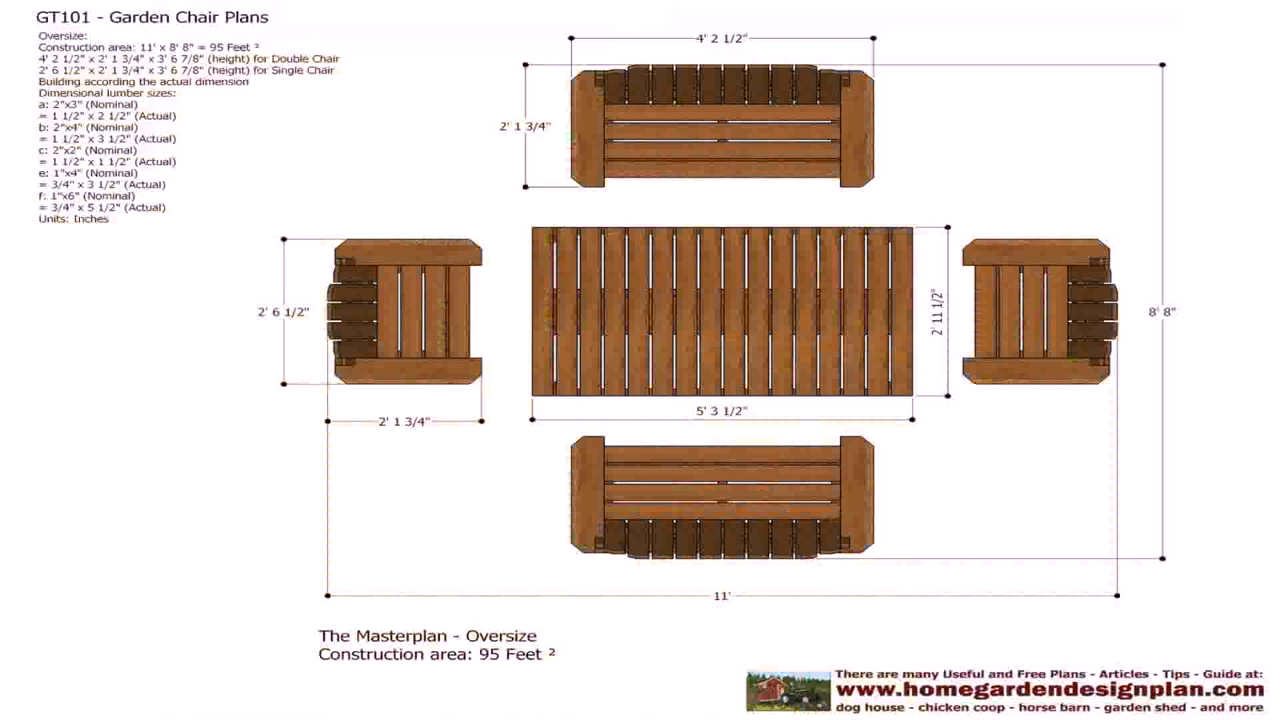 GT101 - Garden Chair Plans
Oversize:
Construction area: 11' x 8' 8" = 95 Feet ²
4' 2 1/2" x 2' 1 3/4" x 3' 6 7/8" (height) for Double Chair
2' 6 1/2" x 2' 1 3/4" x 3' 6 7/8" (height) for Single Chair
Building according the actual dimension
Dimensional lumber sizes:
a: 2"x3" (Nominal)
= 1 1/2" x 2 1/2" (Actual)
b: 2"x4" (Nominal)
= 1 1/2" x 3 1/2" (Actual)
c: 2"x2" (Nominal)
= 1 1/2" x 1 1/2" (Actual)
e: 1"x4" (Nominal)
= 3/4" x 3 1/2" (Actual)
f: 1"x6" (Nominal)
= 3/4" x 5 1/2" (Actual)
Units: Inches
4' 2 1/2"
2' 1 3/4"
2' 6 1/2"
2' 11 1/2"
8' 8"
5' 3 1/2"
2' 1 3/4"
11'
The Masterplan - Oversize
Construction area: 95 Feet ²
There are many Useful and Free Plans - Articles - Tips - Guide at:
www.homegardendesignplan.com
dog house - chicken coop - horse barn - garden shed - and more